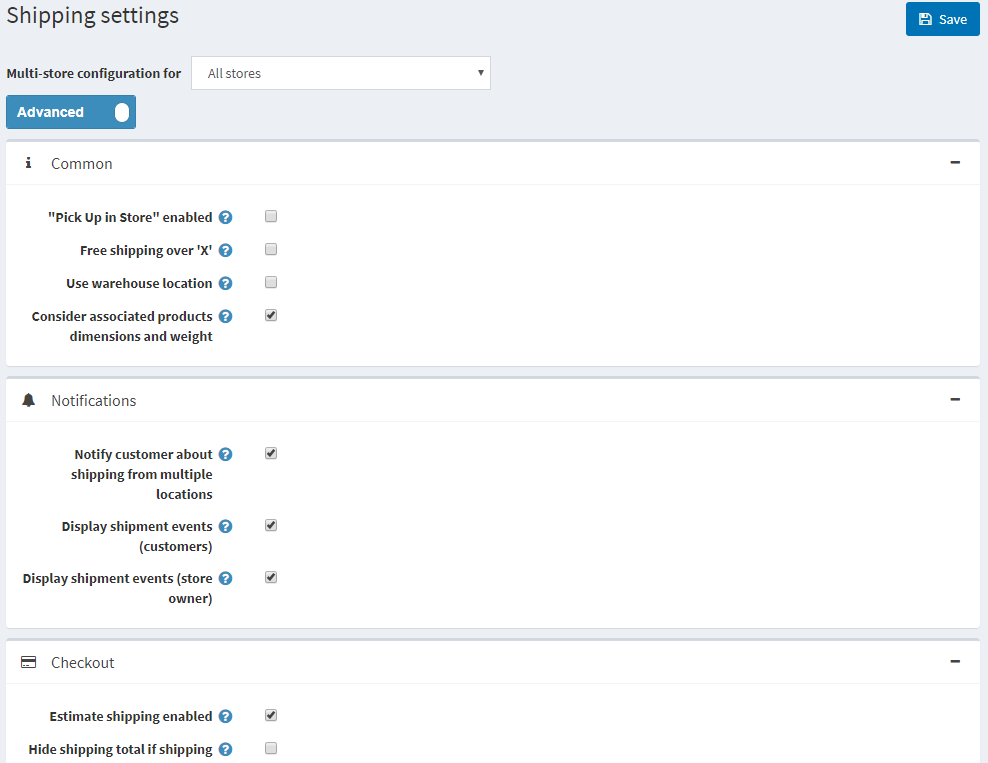 Shipping settings
Save
Multi-store configuration for
All stores
Advanced
Common
"Pick Up in Store" enabled
Free shipping over 'X'
Use warehouse location
Consider associated products
dimensions and weight
Notifications
Notify customer about
shipping from multiple
locations
Display shipment events
(customers)
Display shipment events (store
owner)
Checkout
Estimate shipping enabled
Hide shipping total if shipping